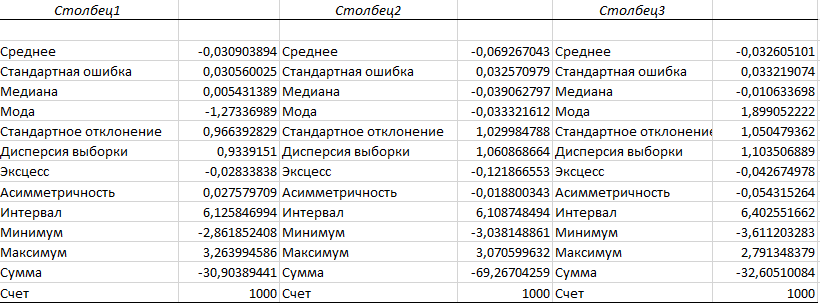 Столбец1 Столбец2 Столбец3
Среднее -0,030903894 Среднее -0,069267043 Среднее -0,032605101
Стандартная ошибка 0,030560025 Стандартная ошибка 0,032570979 Стандартная ошибка 0,033219074
Медиана 0,005431389 Медиана -0,039062797 Медиана -0,010633698
Мода -1,27336989 Мода -0,033321612 Мода 1,899052222
Стандартное отклонение 0,966392829 Стандартное отклонение 1,029984788 Стандартное отклонение 1,050479362
Дисперсия выборки 0,9339151 Дисперсия выборки 1,060868664 Дисперсия выборки 1,103506889
Эксцесс -0,02833838 Эксцесс -0,121866553 Эксцесс -0,042674978
Асимметричность 0,027579709 Асимметричность -0,018800343 Асимметричность -0,054315264
Интервал 6,125846994 Интервал 6,108748494 Интервал 6,402551662
Минимум -2,861852408 Минимум -3,038148861 Минимум -3,611203283
Максимум 3,263994586 Максимум 3,070599632 Максимум 2,791348379
Сумма -30,90389441 Сумма -69,26704259 Сумма -32,60510084
Счет 1000 Счет 1000 Счет 1000